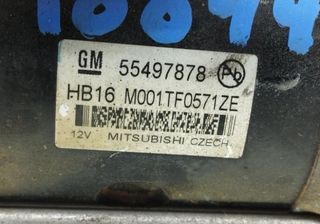 GM 55497878 Pb
HB16 M001TF0571ZE
12V MITSUBISHI CZECH